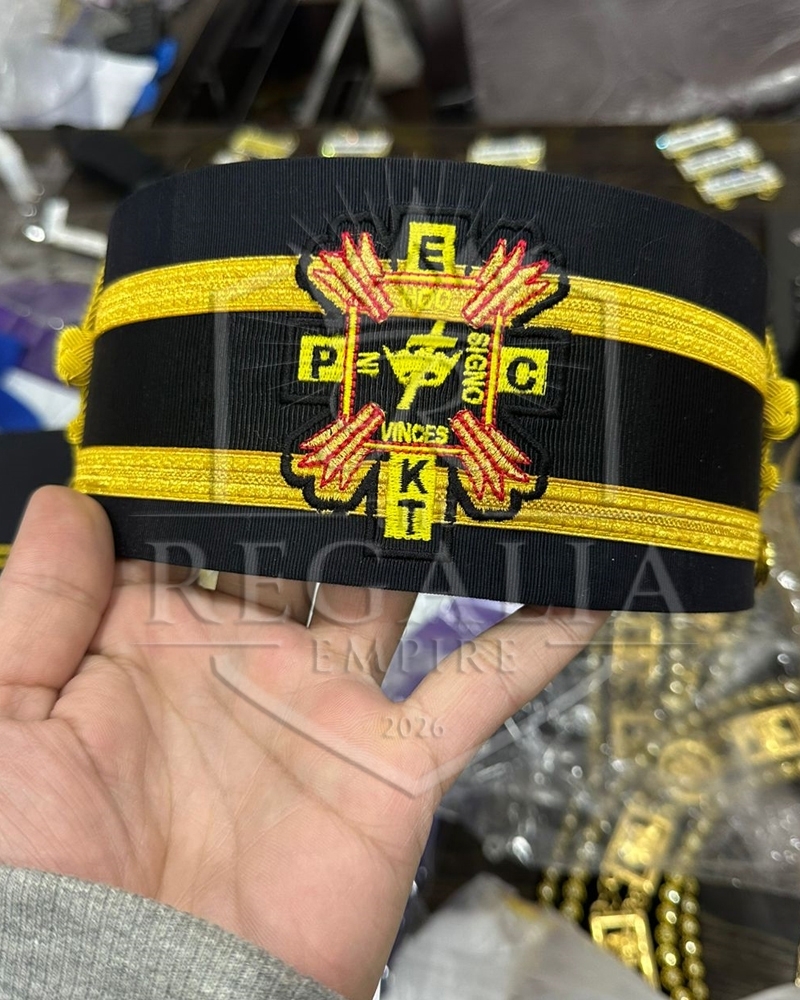 E
HOC
P
IN
SIGNO
C
VINCES
KT
REGALIA
EMPIRE
2026